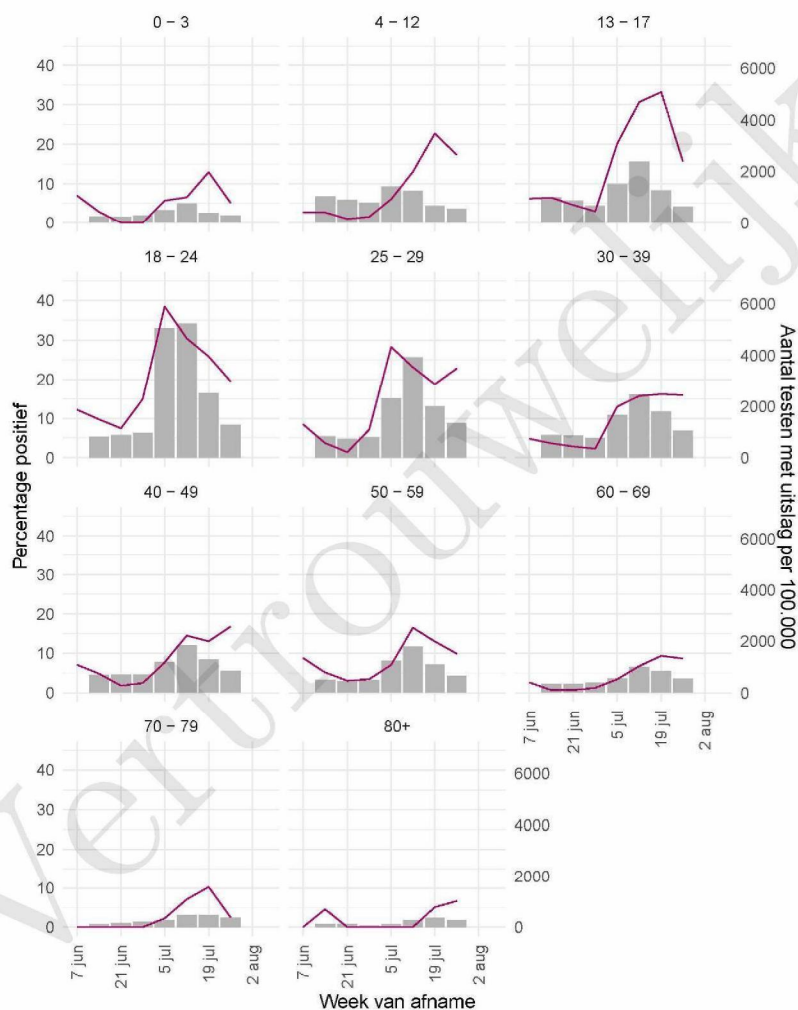 0 – 3
4 – 12
13 – 17
40
30
20
10
0
6000
4000
2000
0
18 – 24
25 – 29
30 – 39
40
30
20
10
0
6000
4000
2000
0
40 – 49
50 – 59
60 – 69
40
30
20
10
0
6000
4000
2000
0
7 jun
21 jun
5 jul
19 jul
2 aug
70 – 79
80+
40
30
20
10
0
6000
4000
2000
0
7 jun
21 jun
5 jul
19 jul
2 aug
7 jun
21 jun
5 jul
19 jul
2 aug
Percentage positief
Aantal testen met uitslag per 100.000
Week van afname
Vertrouwelijk